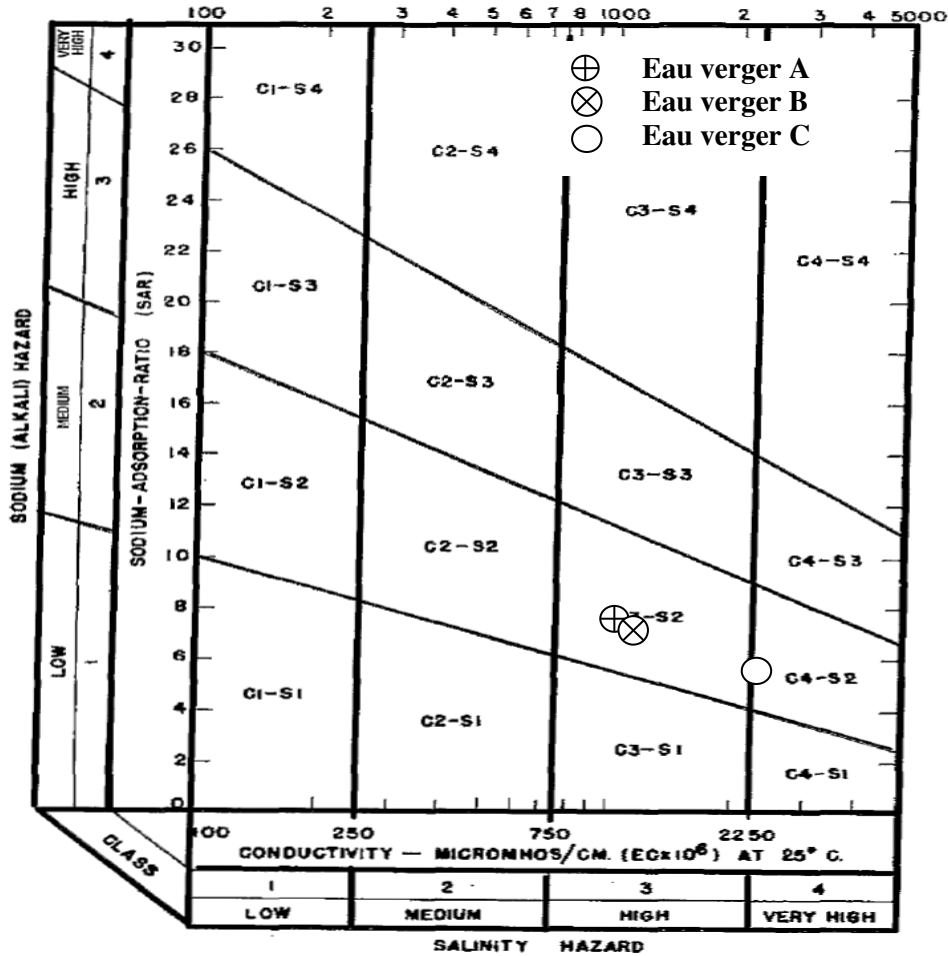 100 2 3 4 5 6 7 8 1000 2 3 4 5000
VERY HIGH
4
HIGH
3
MEDIUM
2
LOW
1
SODIUM (ALKALI) HAZARD
SODIUM-ADSORPTION-RATIO (SAR)
30
28
26
24
22
20
18
16
14
12
10
8
6
4
2
0
Eau verger A
Eau verger B
Eau verger C
C1-S4
C2-S4
C3-S4
C4-S4
C1-S3
C2-S3
C3-S3
C4-S3
C1-S2
C2-S2
3-S2
C4-S2
C1-S1
C2-S1
C3-S1
C4-S1
100 250 750 2250
CONDUCTIVITY — MICROMHOS/CM. (EC×10⁶) AT 25° C.
CLASS
1 2 3 4
LOW MEDIUM HIGH VERY HIGH
SALINITY HAZARD